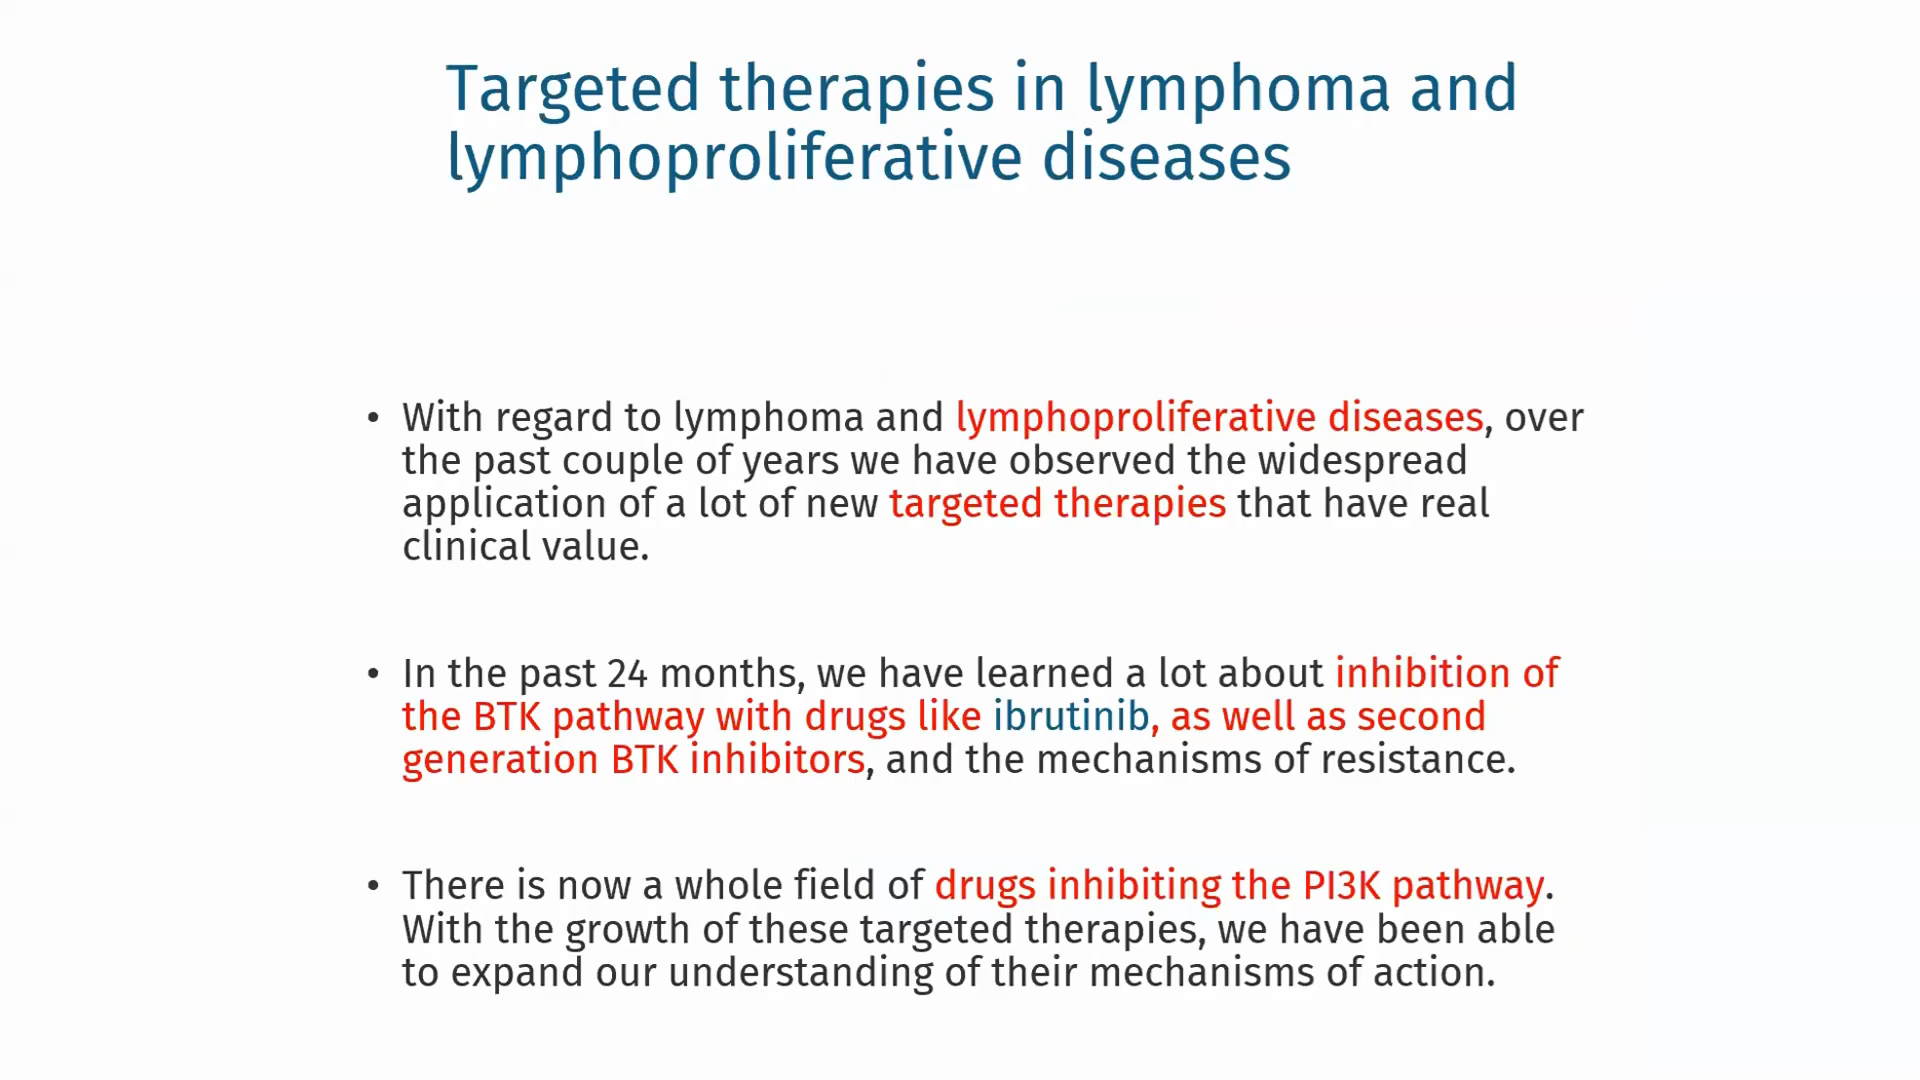 Targeted therapies in lymphoma and
lymphoproliferative diseases
• With regard to lymphoma and lymphoproliferative diseases, over
the past couple of years we have observed the widespread
application of a lot of new targeted therapies that have real
clinical value.
• In the past 24 months, we have learned a lot about inhibition of
the BTK pathway with drugs like ibrutinib, as well as second
generation BTK inhibitors, and the mechanisms of resistance.
• There is now a whole field of drugs inhibiting the PI3K pathway.
With the growth of these targeted therapies, we have been able
to expand our understanding of their mechanisms of action.